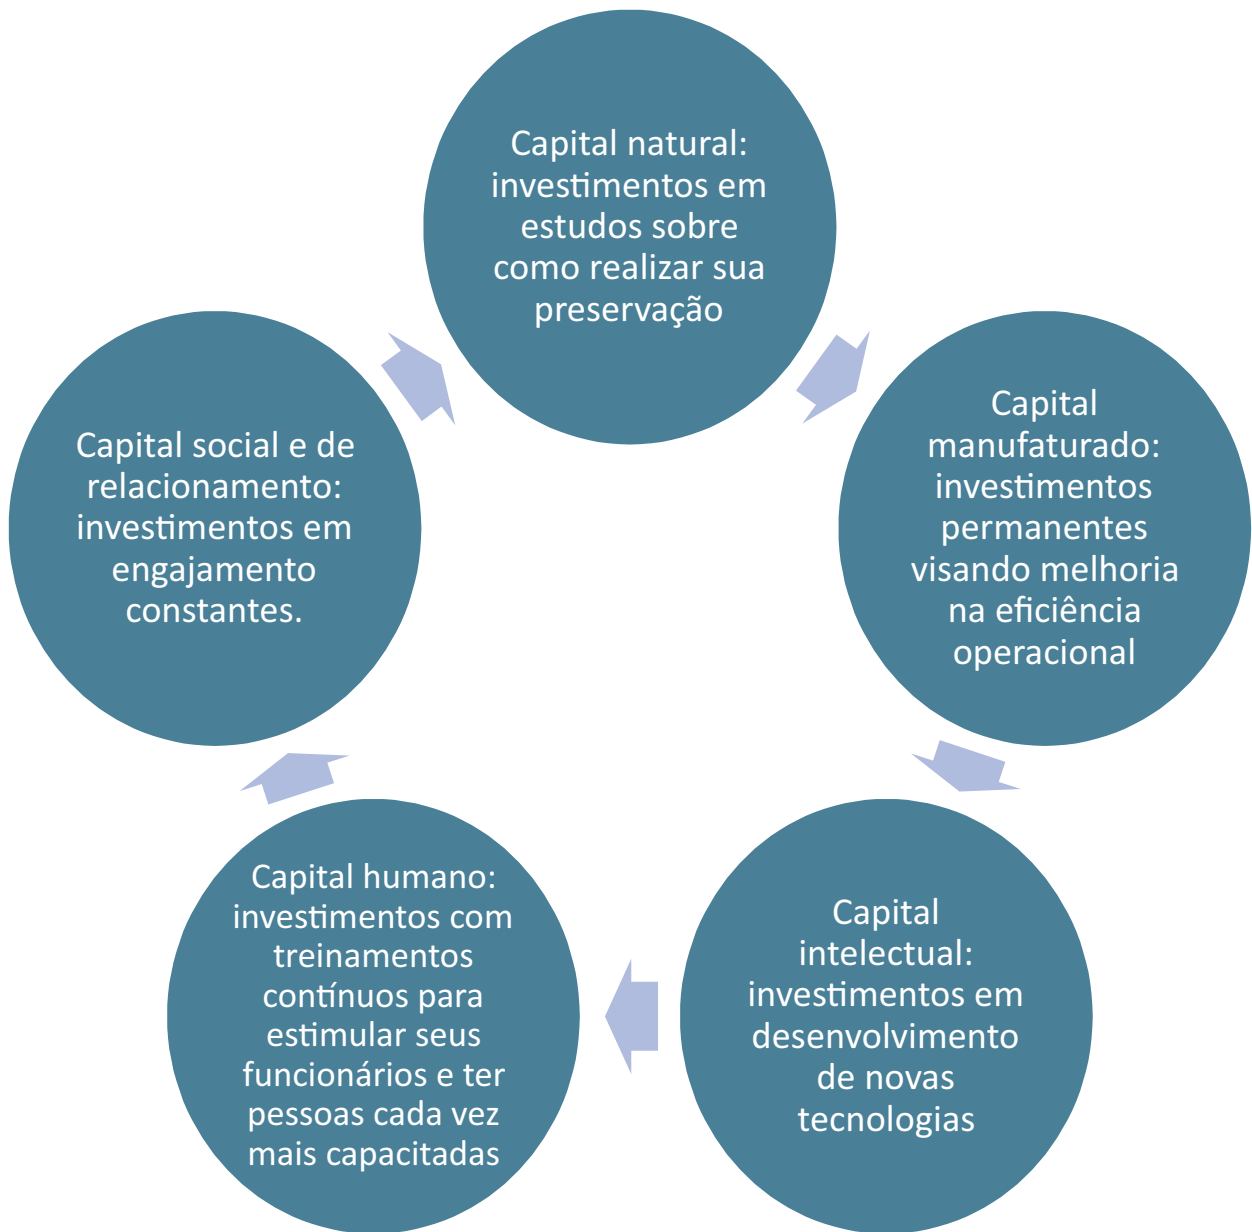 Capital natural:
investimentos em
estudos sobre
como realizar sua
preservação
Capital
manufaturado:
investimentos
permanentes
visando melhoria
na eficiência
operacional
Capital
intelectual:
investimentos em
desenvolvimento
de novas
tecnologias
Capital humano:
investimentos com
treinamentos
contínuos para
estimular seus
funcionários e ter
pessoas cada vez
mais capacitadas
Capital social e de
relacionamento:
investimentos em
engajamento
constantes.